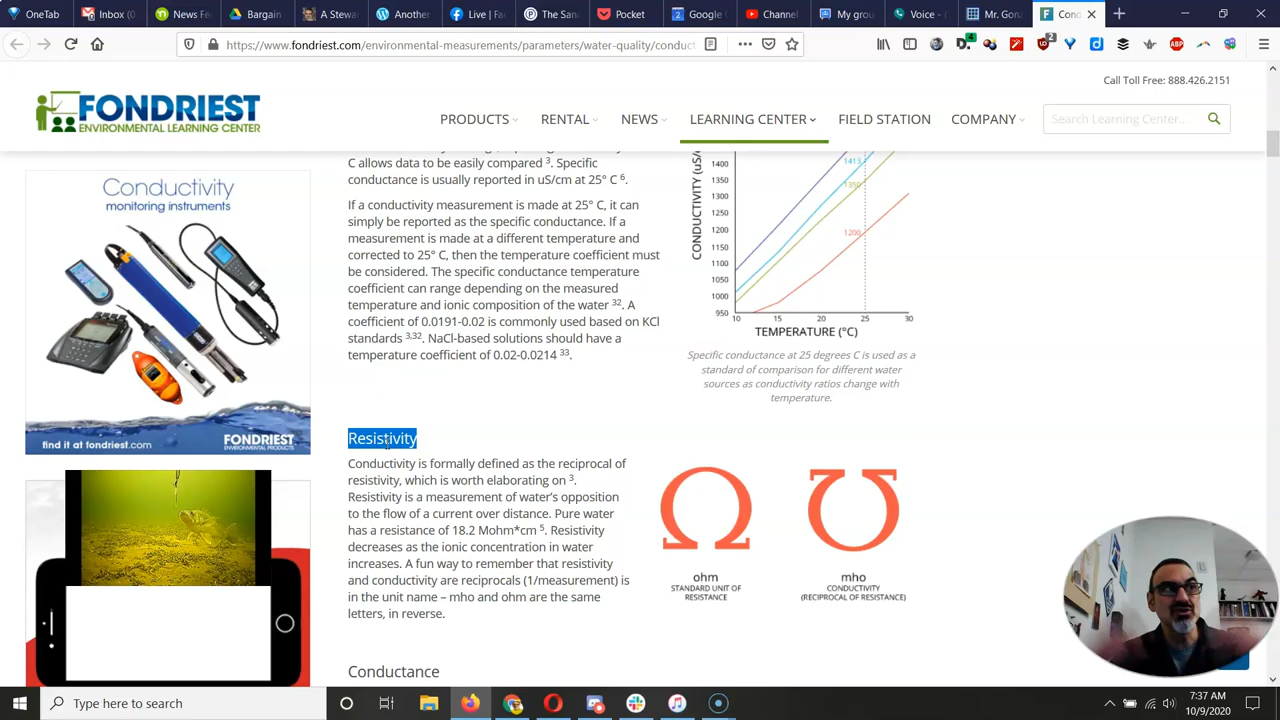 OneTab
Inbox (10
News Fee
Bargain
(1) Tweets
Another
Live | Fa
The Sand
Pocket
Google C
Channel
My group
Voice – (
Mr. Gonz
Cond
https://www.fondriest.com/environmental-measurements/parameters/water-quality/conduct
4
2
ABP
Call Toll Free: 888.426.2151
FONDRIEST
ENVIRONMENTAL LEARNING CENTER
PRODUCTS
RENTAL
NEWS
LEARNING CENTER
FIELD STATION
COMPANY
Search Learning Center...
Conductivity
monitoring instruments
find it at fondriest.com
FONDRIEST
C allows data to be easily compared 3. Specific
conductance is usually reported in uS/cm at 25° C 6.
If a conductivity measurement is made at 25° C, it can
simply be reported as the specific conductance. If a
measurement is made at a different temperature and
corrected to 25° C, then the temperature coefficient must
be considered. The specific conductance temperature
coefficient can range depending on the measured
temperature and ionic composition of the water 32. A
coefficient of 0.0191-0.02 is commonly used based on KCl
standards 3,32. NaCl-based solutions should have a
temperature coefficient of 0.02-0.0214 33.
CONDUCTIVITY (uS/c
1400
1350
1300
1250
1200
1150
1100
1050
1000
950
1413
1350
1200
10 15 20 25 30
TEMPERATURE (°C)
Specific conductance at 25 degrees C is used as a
standard of comparison for different water
sources as conductivity ratios change with
temperature.
Resistivity
Conductivity is formally defined as the reciprocal of
resistivity, which is worth elaborating on 3.
Resistivity is a measurement of water's opposition
to the flow of a current over distance. Pure water
has a resistance of 18.2 Mohm*cm 5. Resistivity
decreases as the ionic concentration in water
increases. A fun way to remember that resistivity
and conductivity are reciprocals (1/measurement) is
in the unit name – mho and ohm are the same
letters, in reverse.
Ω
ohm
STANDARD UNIT OF
RESISTANCE
℧
mho
CONDUCTIVITY
(RECIPROCAL OF RESISTANCE)
Conductance
Type here to search
7:37 AM
10/9/2020